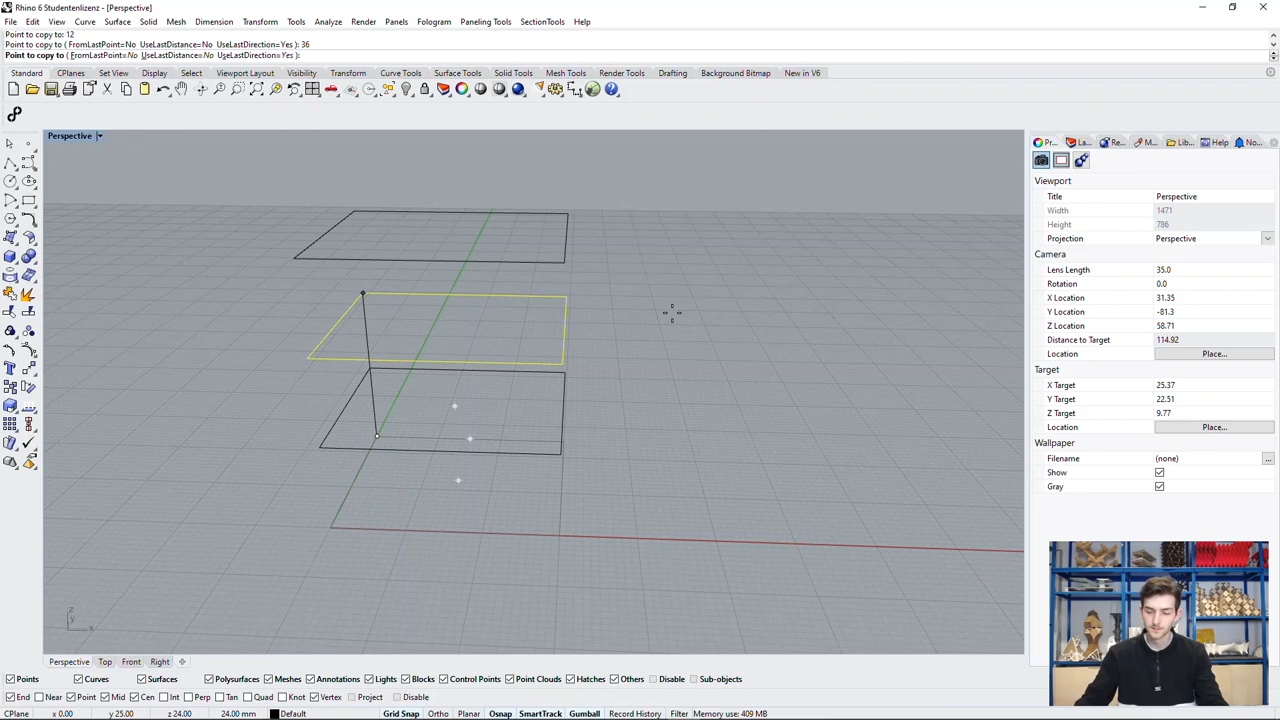 Rhino 6 Studentenlizenz - [Perspective]
File Edit View Curve Surface Solid Mesh Dimension Transform Tools Analyze Render Panels Fologram Paneling Tools SectionTools Help
Point to copy to: 12
Point to copy to ( FromLastPoint=No UseLastDistance=No UseLastDirection=Yes ): 36
Point to copy to ( FromLastPoint=No UseLastDistance=No UseLastDirection=Yes ):
Standard CPlanes Set View Display Select Viewport Layout Visibility Transform Curve Tools Surface Tools Solid Tools Mesh Tools Render Tools Drafting Background Bitmap New in V6
Perspective
Pr... La... Re... M... Lib... Help No...
Viewport
Title Perspective
Width 1471
Height 786
Projection Perspective
Camera
Lens Length 35.0
Rotation 0.0
X Location 31.35
Y Location -81.3
Z Location 58.71
Distance to Target 114.92
Location Place...
Target
X Target 25.37
Y Target 22.51
Z Target 9.77
Location Place...
Wallpaper
Filename (none) ...
Show
Gray
z
y
x
Perspective Top Front Right
Points Curves Surfaces Polysurfaces Meshes Annotations Lights Blocks Control Points Point Clouds Hatches Others Disable Sub-objects
End Near Point Mid Cen Int Perp Tan Quad Knot Vertex Project Disable
CPlane x 0.00 y 25.00 z 24.00 24.00 mm Default Grid Snap Ortho Planar Osnap SmartTrack Gumball Record History Filter Memory use: 409 MB